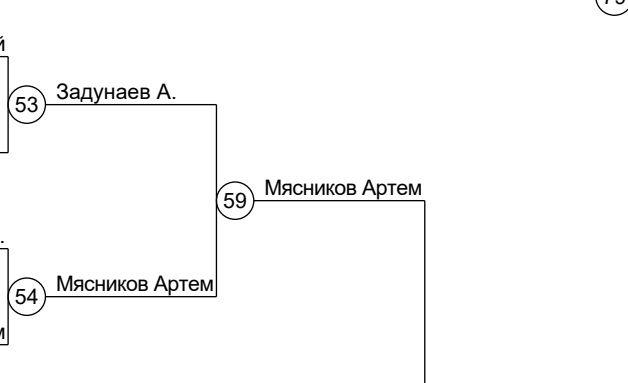 й
53 Задунаев А.
59 Мясников Артем
.
54 Мясников Артем
м